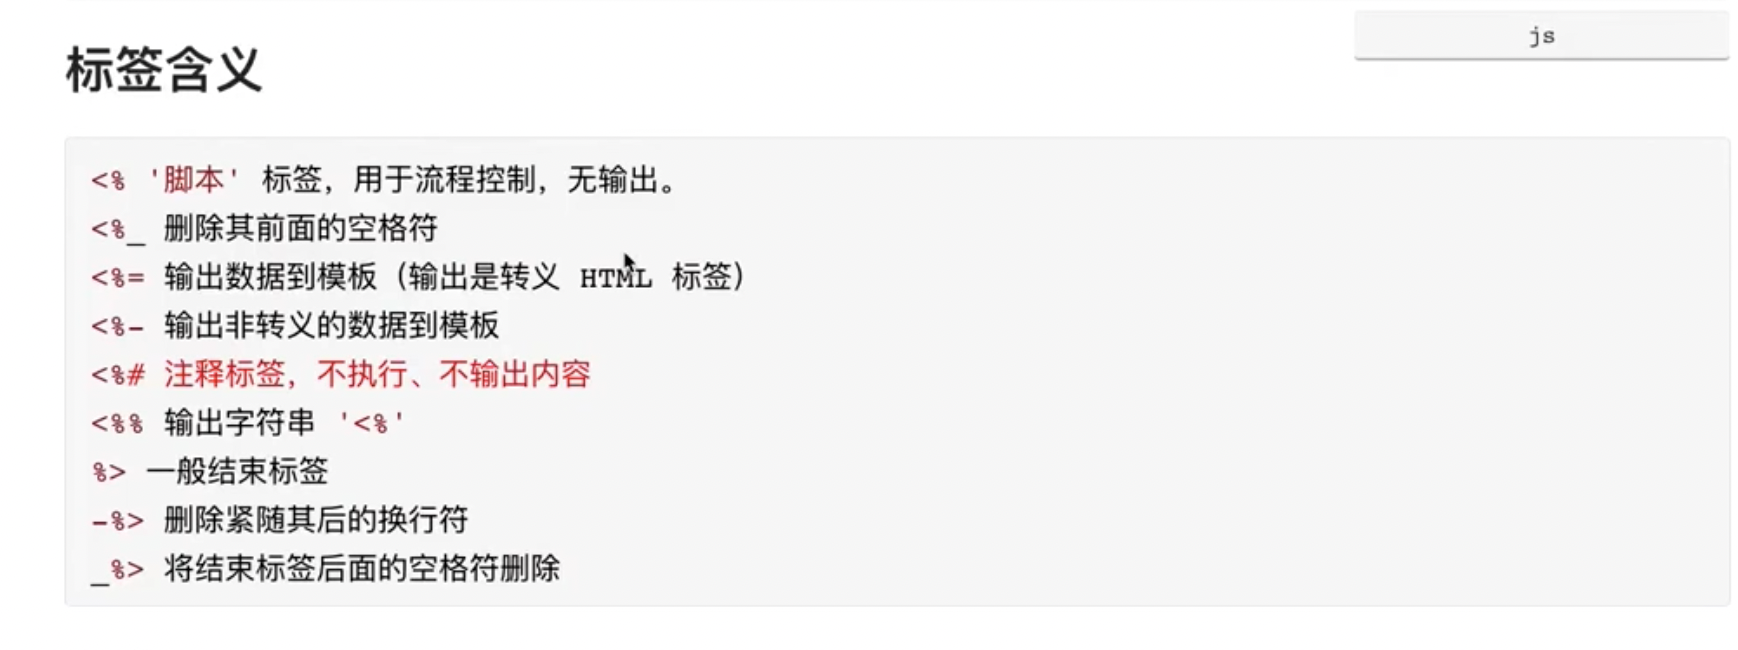 js
标签含义
<% '脚本' 标签，用于流程控制，无输出。
<%_ 删除其前面的空格符
<%= 输出数据到模板（输出是转义 HTML 标签）
<%- 输出非转义的数据到模板
<%# 注释标签，不执行、不输出内容
<%% 输出字符串 '<%'
%> 一般结束标签
-%> 删除紧随其后的换行符
_%> 将结束标签后面的空格符删除